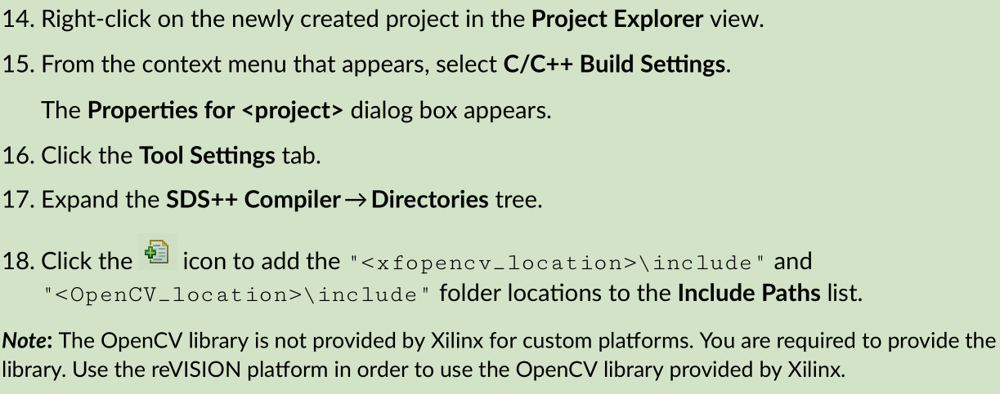 14. Right-click on the newly created project in the Project Explorer view.
15. From the context menu that appears, select C/C++ Build Settings.
The Properties for <project> dialog box appears.
16. Click the Tool Settings tab.
17. Expand the SDS++ Compiler→Directories tree.
18. Click the icon to add the "<xfopencv_location>\include" and
"<OpenCV_location>\include" folder locations to the Include Paths list.
Note: The OpenCV library is not provided by Xilinx for custom platforms. You are required to provide the
library. Use the reVISION platform in order to use the OpenCV library provided by Xilinx.